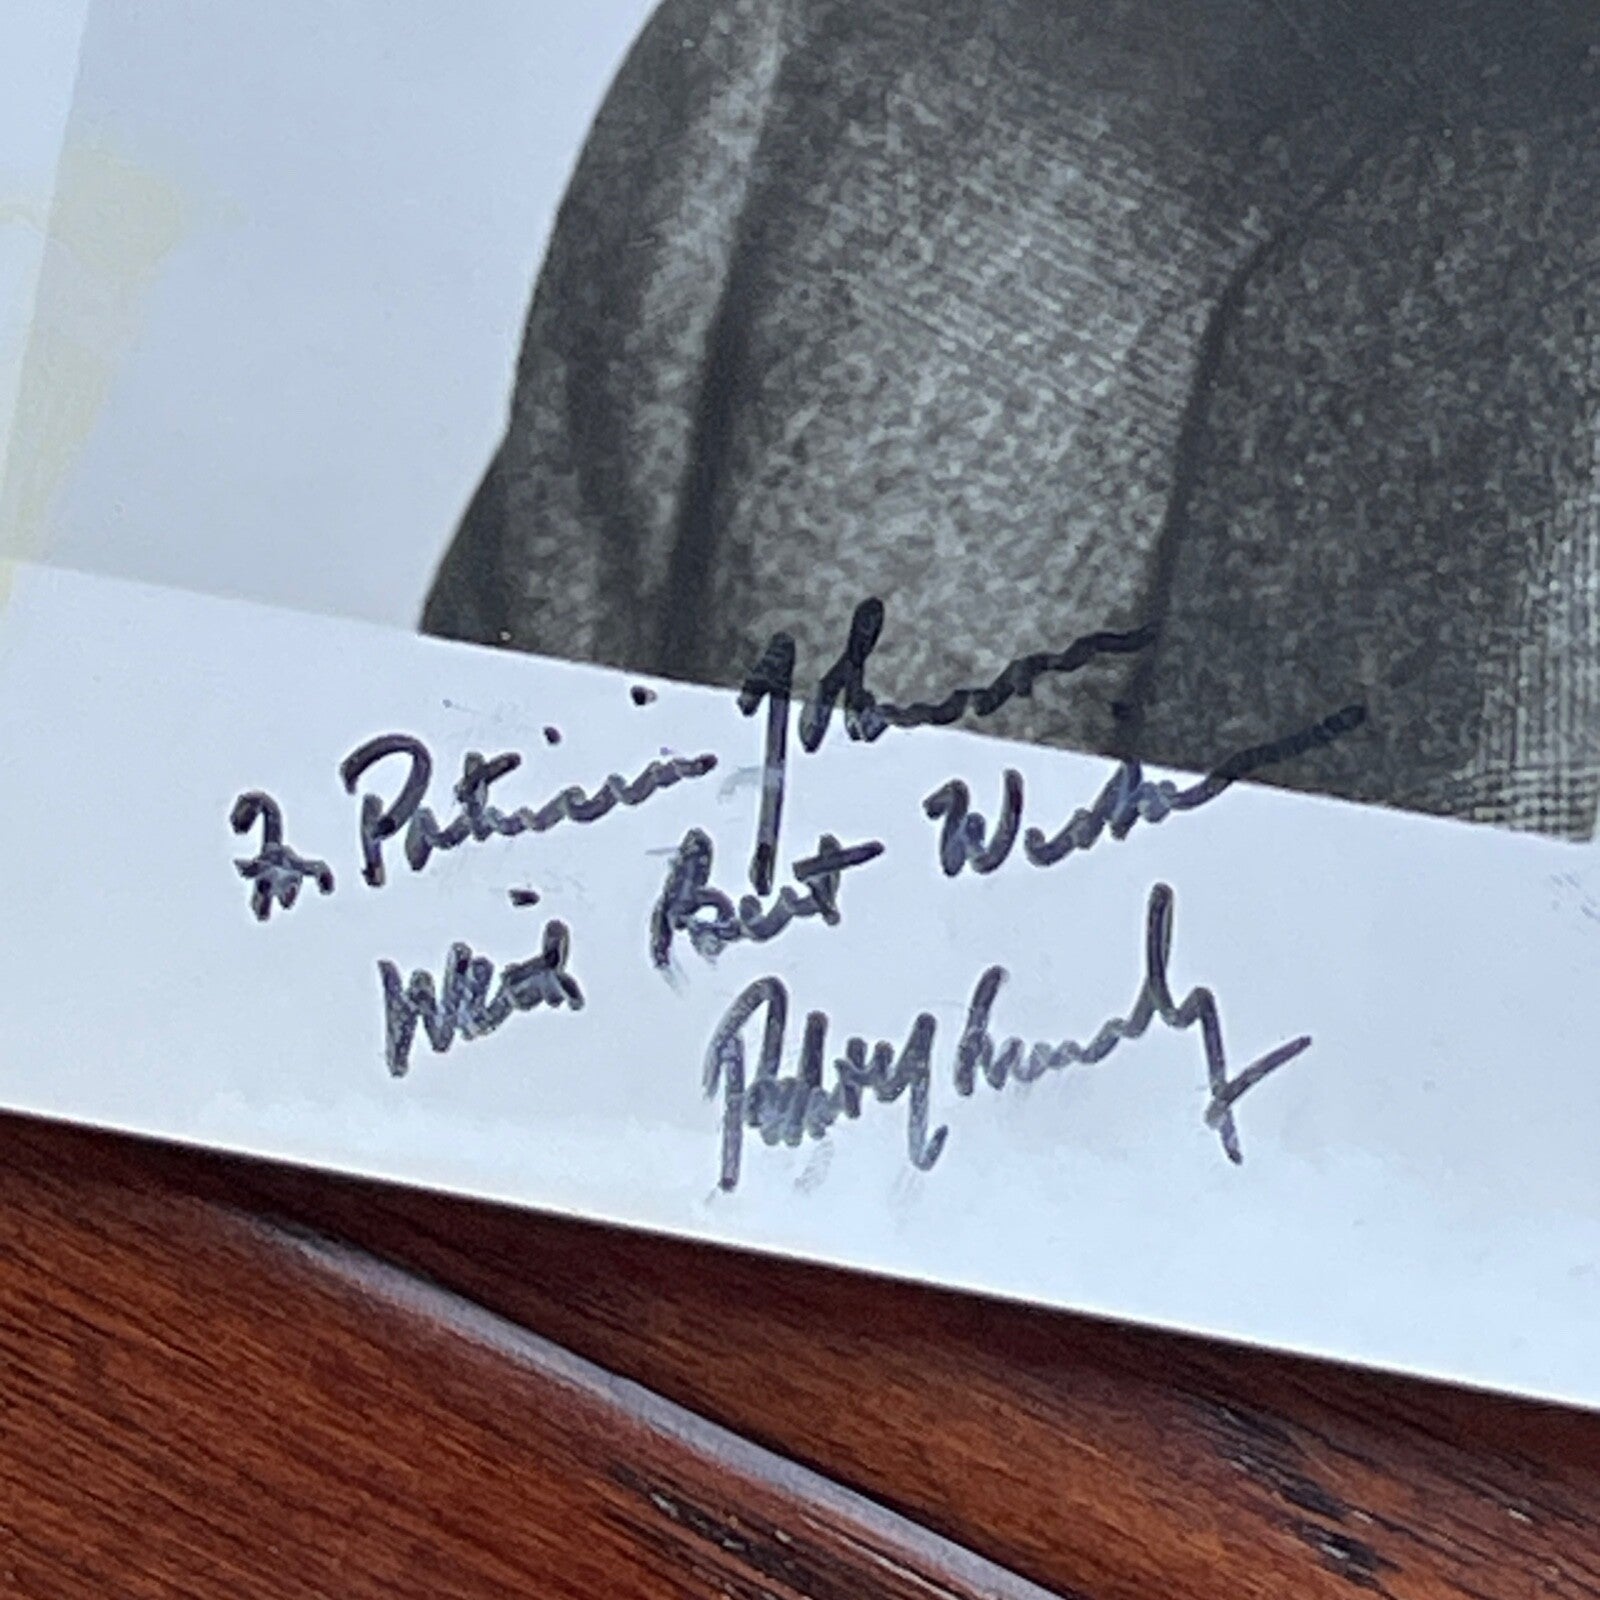 To Patricia
With Best Wishes
Robert Kennedy